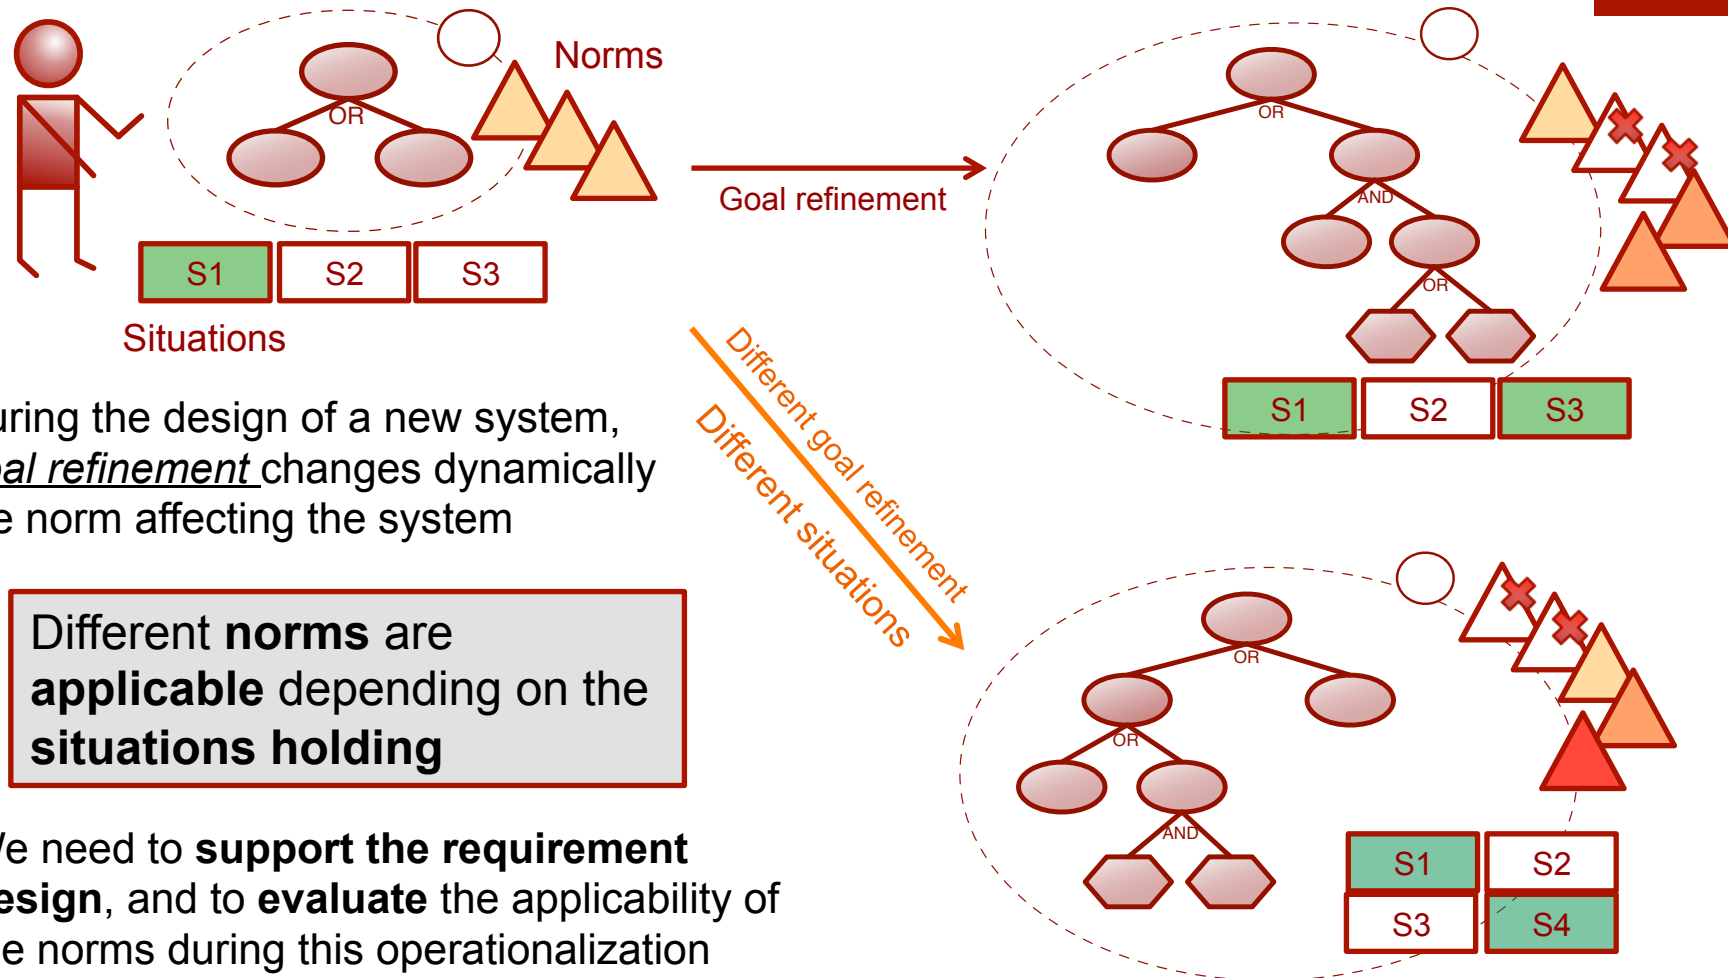 Norms
OR
S1 S2 S3
Situations
Goal refinement
OR
AND
OR
S1 S2 S3
uring the design of a new system,
oal refinement changes dynamically
e norm affecting the system
Different goal refinement
Different situations
Different norms are
applicable depending on the
situations holding
e need to support the requirement
esign, and to evaluate the applicability of
e norms during this operationalization
OR
OR
AND
S1 S2
S3 S4